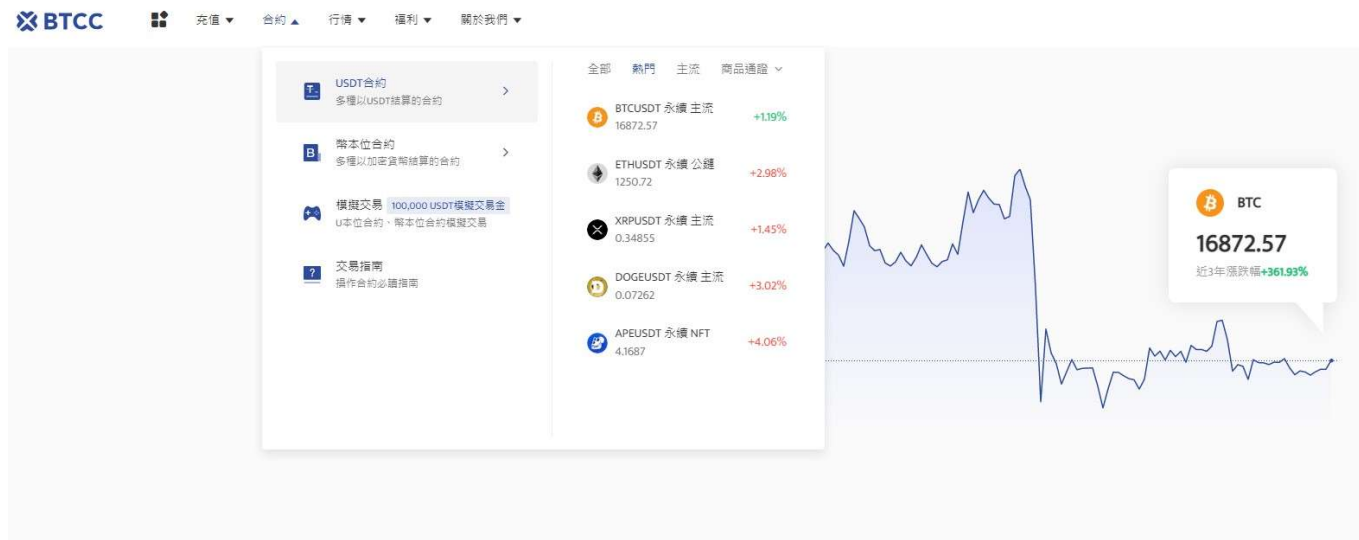 BTCC
充值 ▼ 合約 ▲ 行情 ▼ 福利 ▼ 關於我們 ▼
USDT合約
多種以USDT結算的合約
幣本位合約
多種以加密貨幣結算的合約
模擬交易 100,000 USDT模擬交易金
U本位合約、幣本位合約模擬交易
交易指南
操作合約必讀指南
全部 熱門 主流 商品通證
BTCUSDT 永續 主流
16872.57
+1.19%
ETHUSDT 永續 公鏈
1250.72
+2.98%
XRPUSDT 永續 主流
0.34855
+1.45%
DOGEUSDT 永續 主流
0.07262
+3.02%
APEUSDT 永續 NFT
4.1687
+4.06%
BTC
16872.57
近3年漲跌幅+361.93%